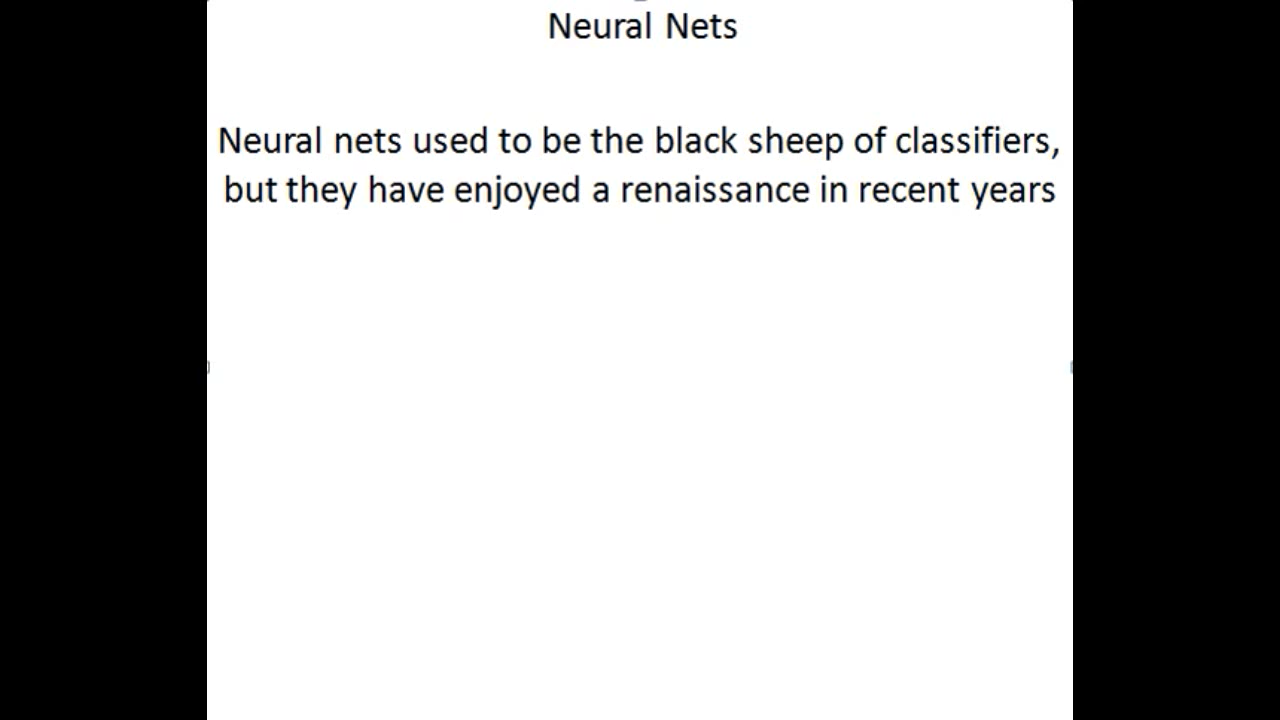 Neural Nets
Neural nets used to be the black sheep of classifiers,
but they have enjoyed a renaissance in recent years